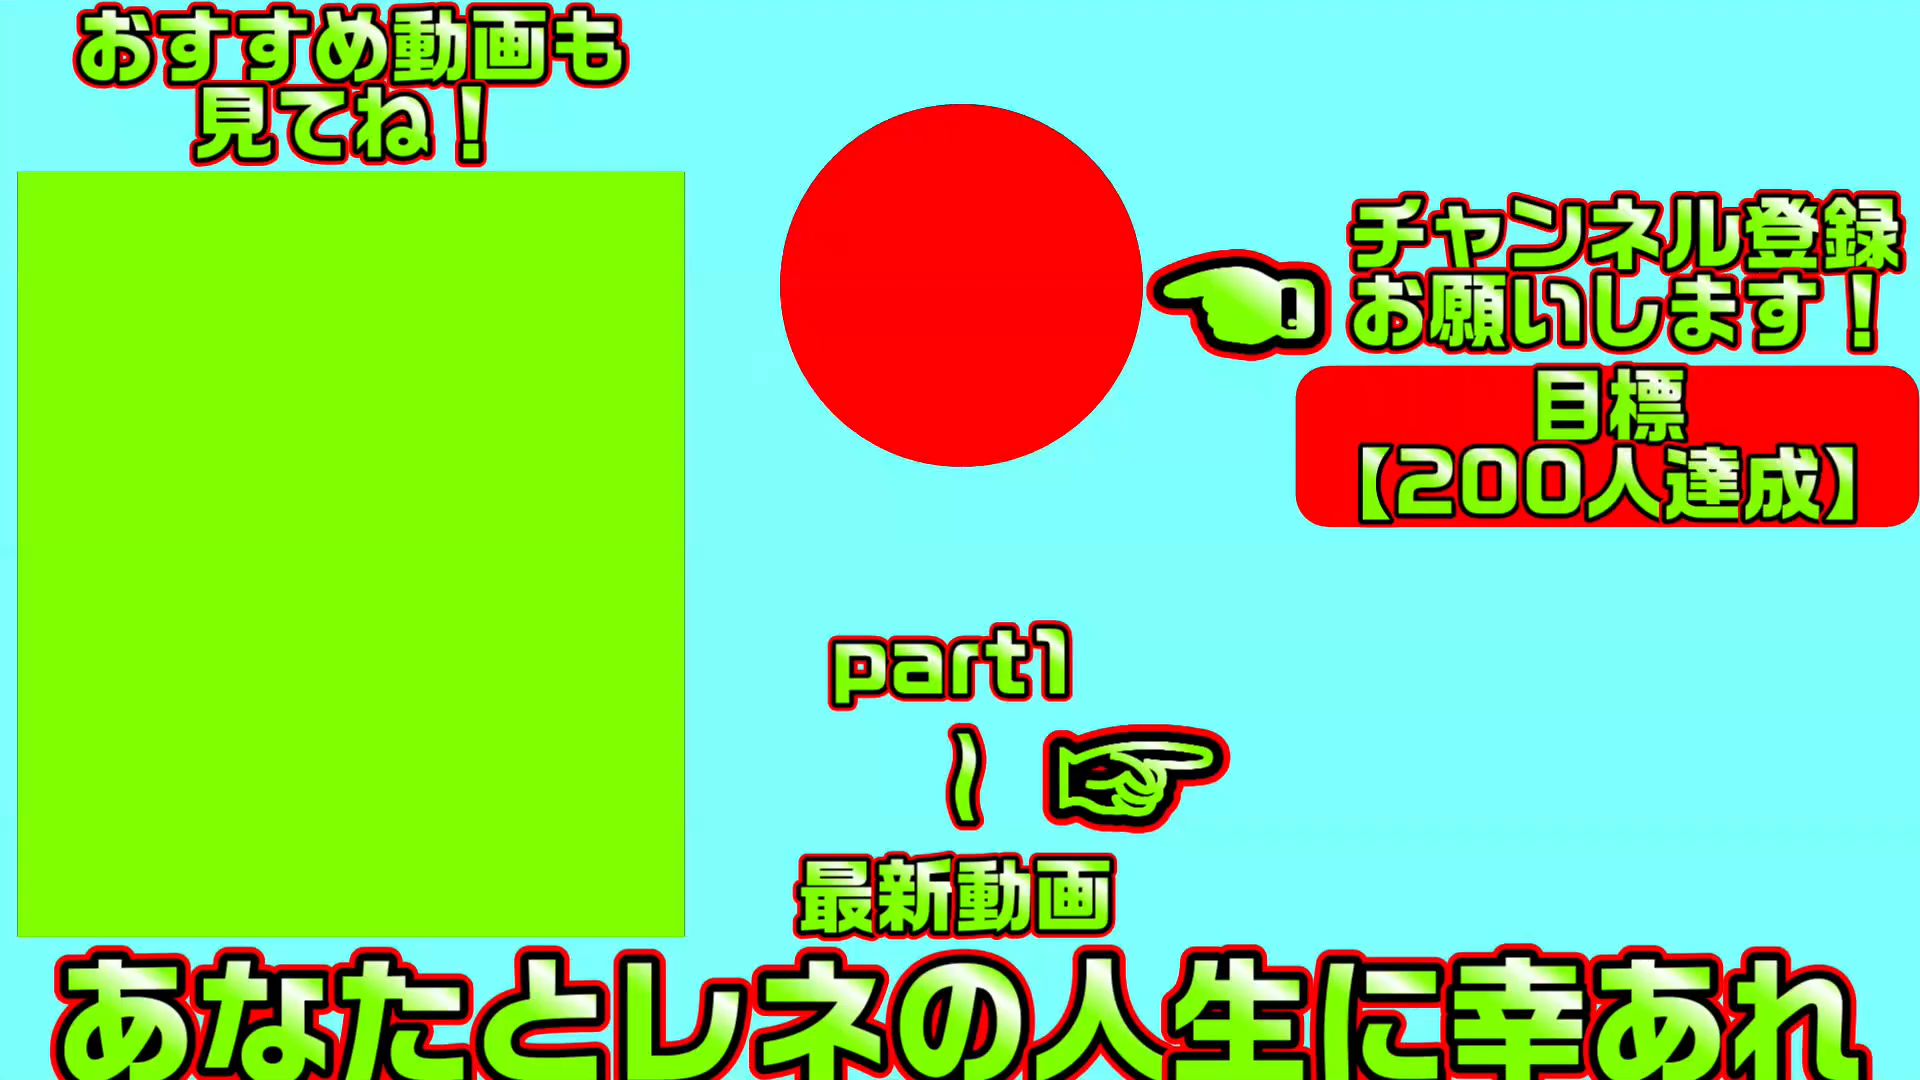 おすすめ動画も
見てね！
チャンネル登録
お願いします！
目標
【200人達成】
part1
～
最新動画
あなたとレネの人生に幸あれ